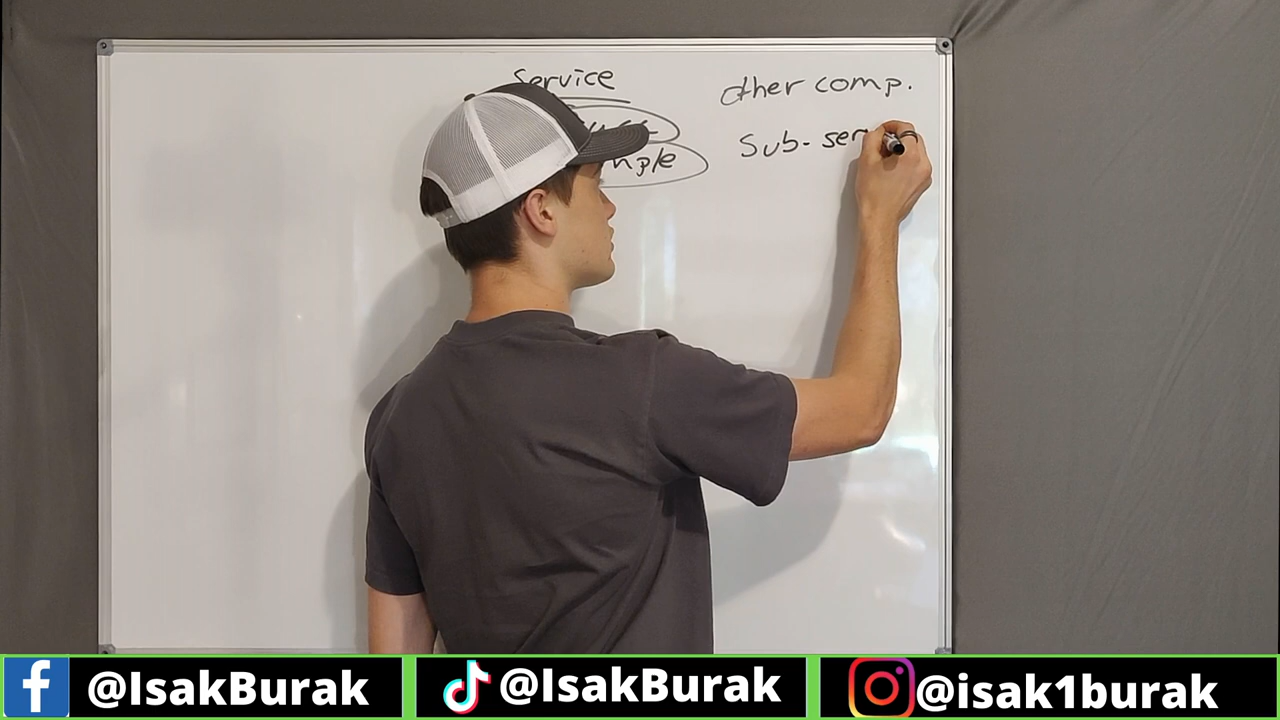 Service
other comp.
Sub-ser
@IsakBurak
@IsakBurak
@isak1burak